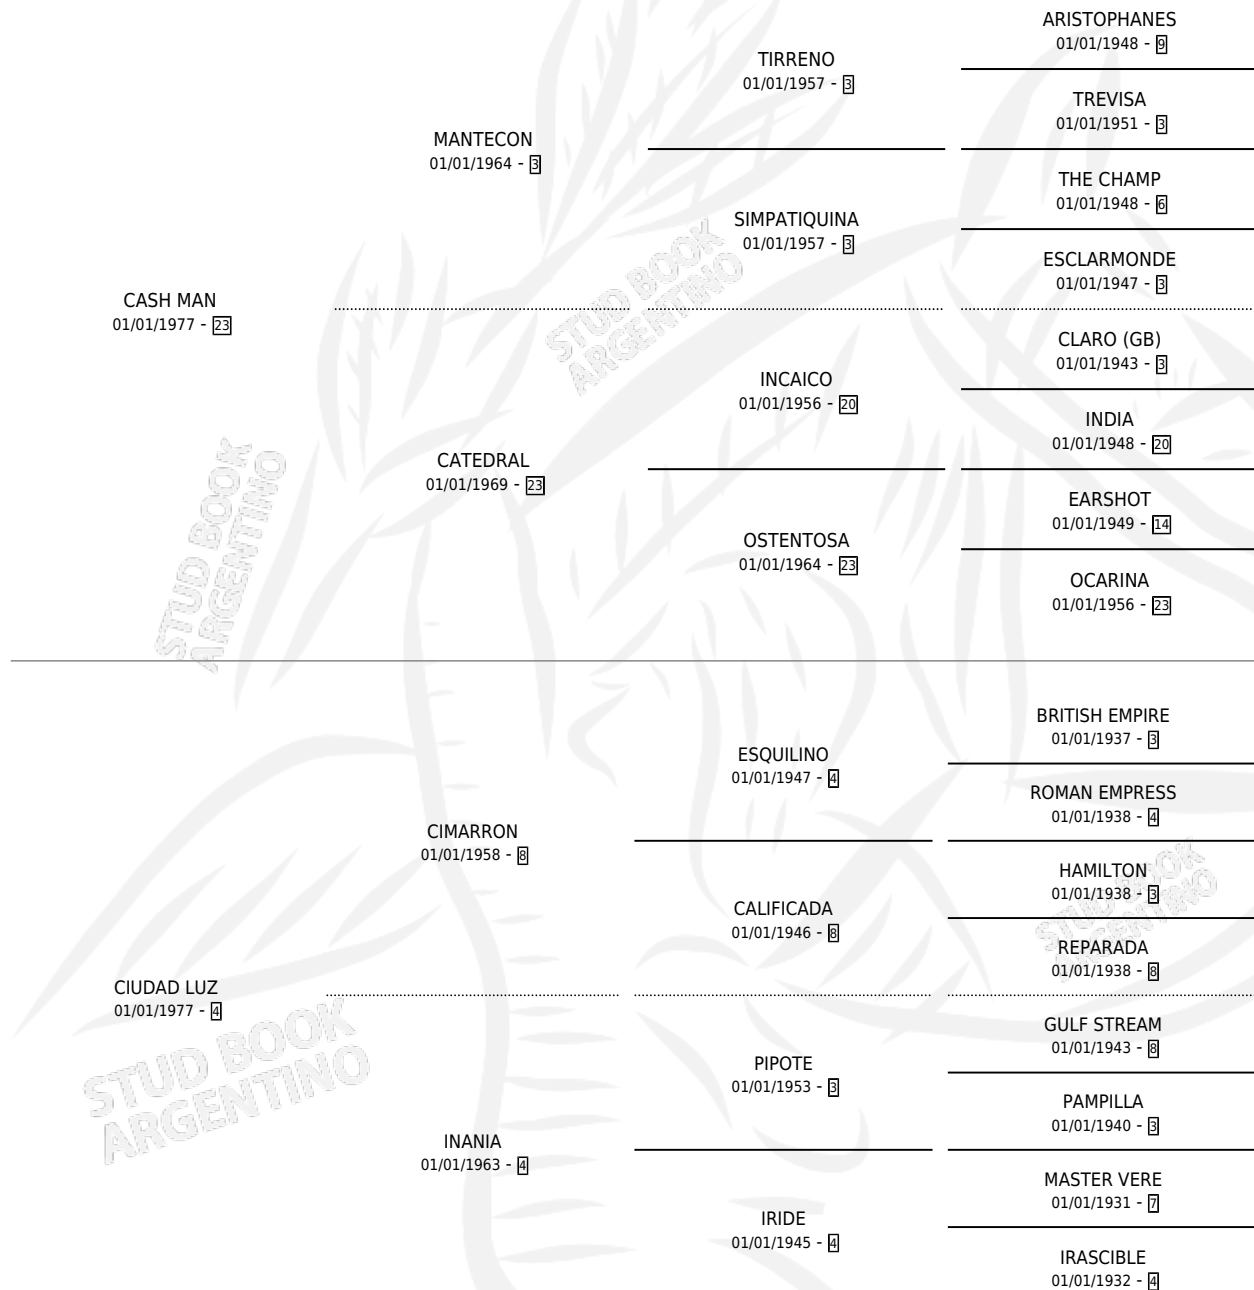 ARISTOPHANES
01/01/1948 - 9
TIRRENO
01/01/1957 - 3
TREVISA
01/01/1951 - 3
MANTECON
01/01/1964 - 3
THE CHAMP
01/01/1948 - 6
SIMPATIQUINA
01/01/1957 - 3
ESCLARMONDE
01/01/1947 - 3
CASH MAN
01/01/1977 - 23
CLARO (GB)
01/01/1943 - 3
INCAICO
01/01/1956 - 20
INDIA
01/01/1948 - 20
CATEDRAL
01/01/1969 - 23
EARSHOT
01/01/1949 - 14
OSTENTOSA
01/01/1964 - 23
OCARINA
01/01/1956 - 23
BRITISH EMPIRE
01/01/1937 - 3
ESQUILINO
01/01/1947 - 4
ROMAN EMPRESS
01/01/1938 - 4
CIMARRON
01/01/1958 - 8
HAMILTON
01/01/1938 - 3
CALIFICADA
01/01/1946 - 8
REPARADA
01/01/1938 - 8
CIUDAD LUZ
01/01/1977 - 4
GULF STREAM
01/01/1943 - 8
PIPOTE
01/01/1953 - 3
PAMPILLA
01/01/1940 - 3
INANIA
01/01/1963 - 4
MASTER VERE
01/01/1931 - 7
IRIDE
01/01/1945 - 4
IRASCIBLE
01/01/1932 - 4
STUD BOOK
ARGENTINO
STUD BOOK
ARGENTINO
STUD BOOK
ARGENTINO
STUD BOOK
ARGENTINO